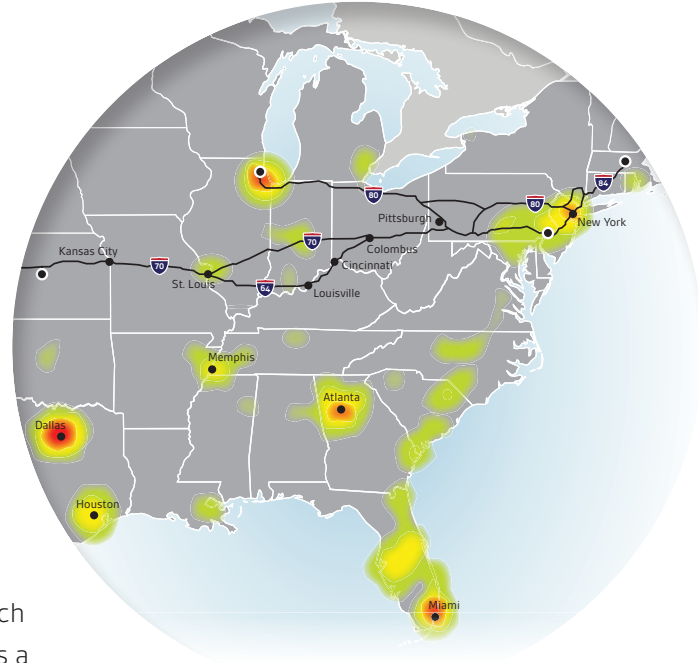 80
84
80
Pittsburgh
New York
70
Colombus
Kansas City
70
Cincinnati
St. Louis
64
Louisville
Memphis
Atlanta
Dallas
Houston
Miami
ch
s a